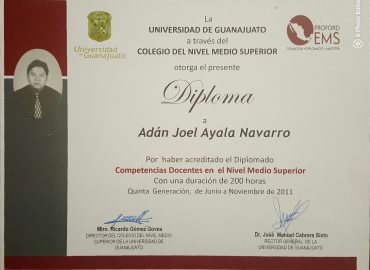 La
UNIVERSIDAD DE GUANAJUATO
a través del
COLEGIO DEL NIVEL MEDIO SUPERIOR
otorga el presente
Universidad
de Guanajuato
PROFORD
EMS
Diploma
a
Adán Joel Ayala Navarro
Por haber acreditado el Diplomado
Competencias Docentes en el Nivel Medio Superior
Con una duración de 200 horas
Quinta Generación, de Junio a Noviembre de 2011
Mtro. Ricardo Gómez Govea
DIRECTOR DEL COLEGIO DEL NIVEL MEDIO
SUPERIOR DE LA UNIVERSIDAD DE
GUANAJUATO
Dr. José Manuel Cabrera Sixto
RECTOR GENERAL DE LA
UNIVERSIDAD DE GUANAJUATO